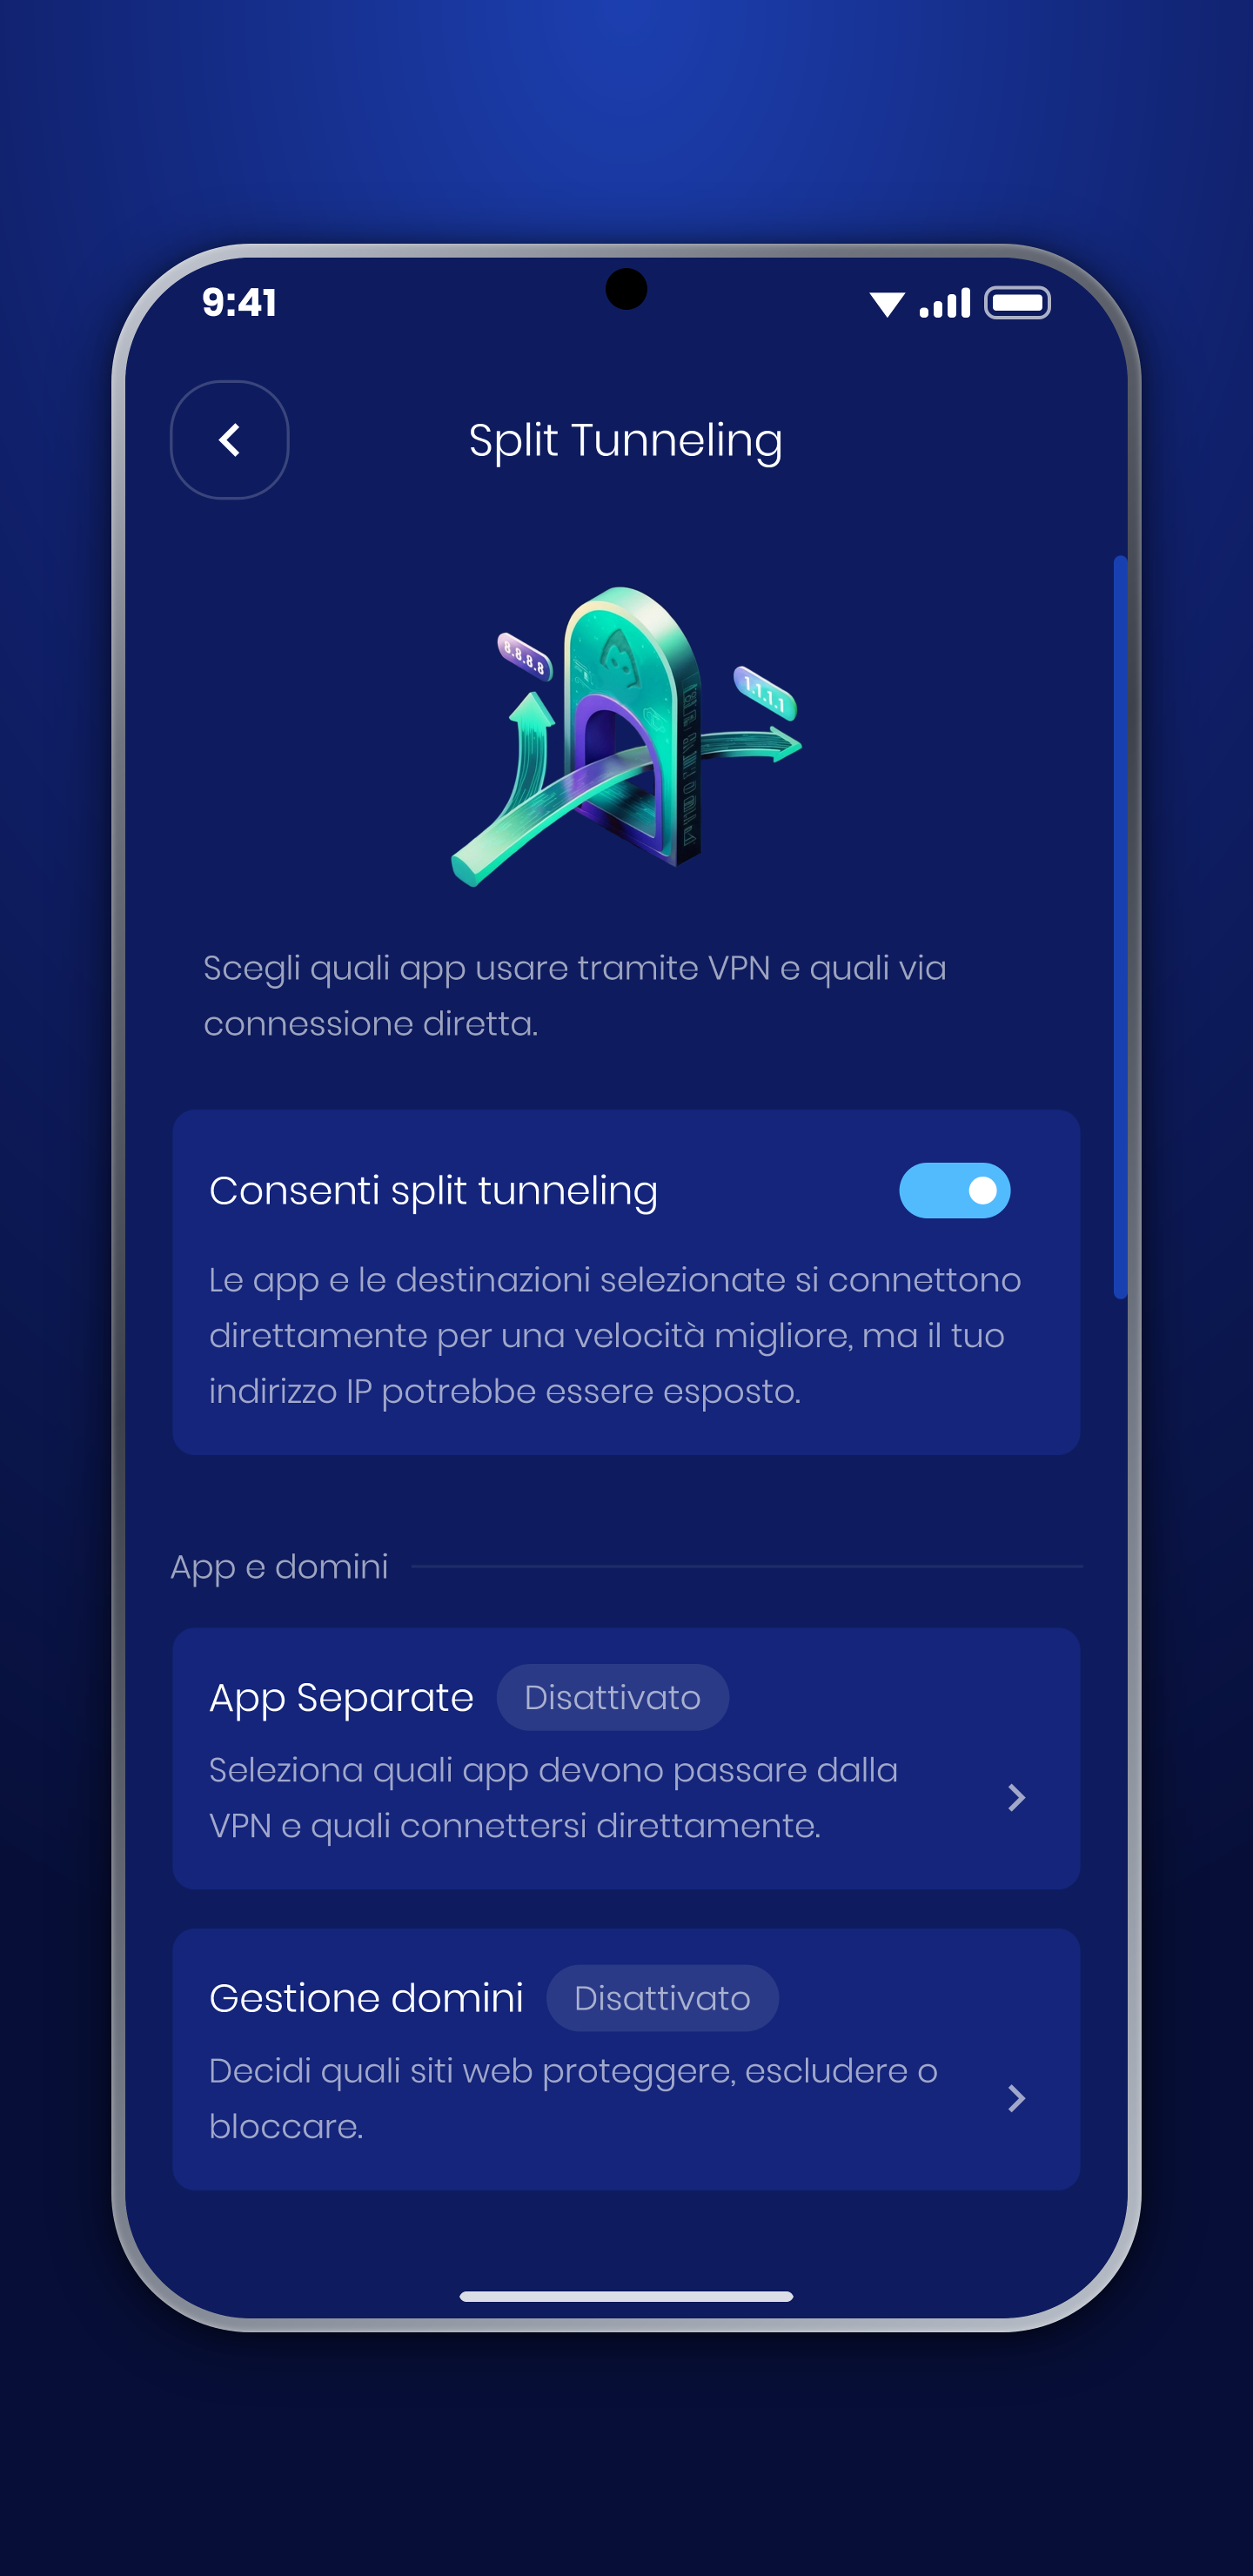 9:41
Split Tunneling
8.8.8.8
1.1.1.1
Scegli quali app usare tramite VPN e quali via
connessione diretta.
Consenti split tunneling
Le app e le destinazioni selezionate si connettono
direttamente per una velocità migliore, ma il tuo
indirizzo IP potrebbe essere esposto.
App e domini
App Separate Disattivato
Seleziona quali app devono passare dalla
VPN e quali connettersi direttamente.
Gestione domini Disattivato
Decidi quali siti web proteggere, escludere o
bloccare.